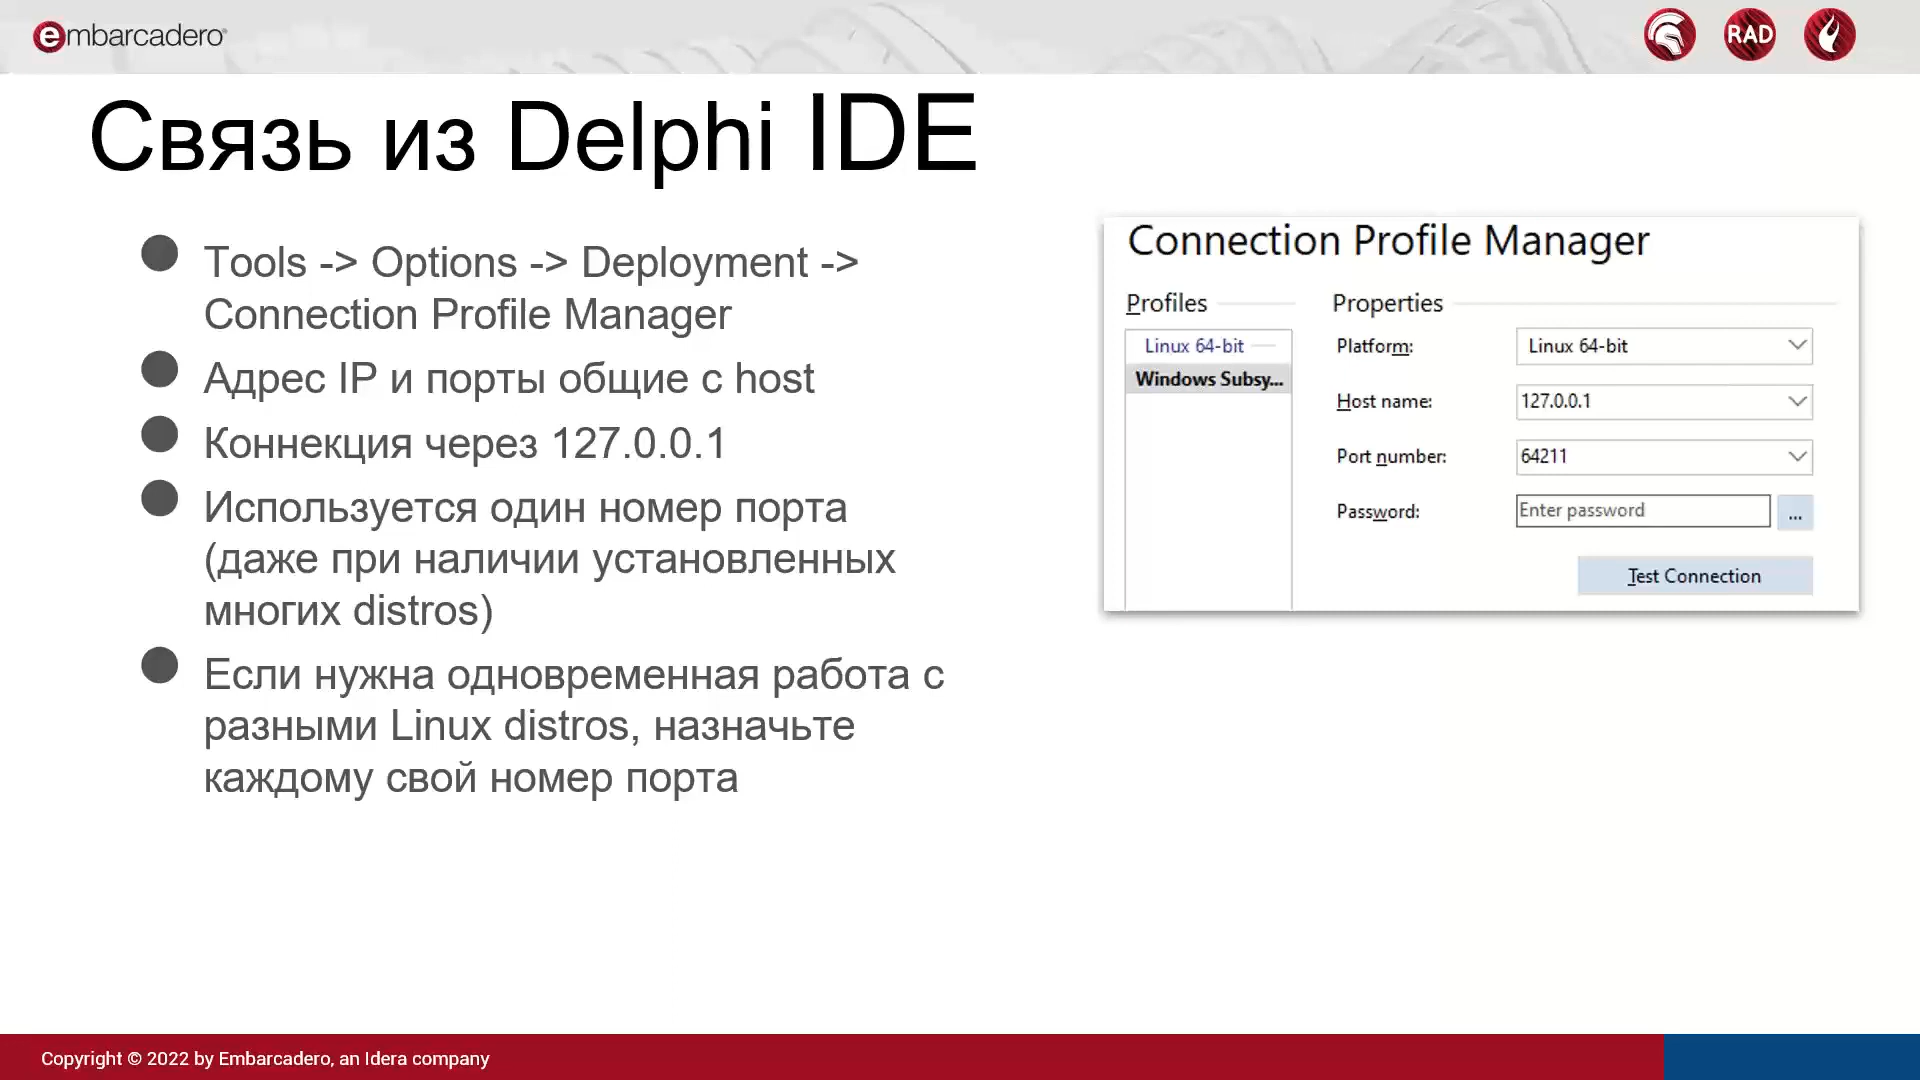 embarcadero
RAD
Связь из Delphi IDE
Tools -> Options -> Deployment ->
Connection Profile Manager
Адрес IP и порты общие с host
Коннекция через 127.0.0.1
Используется один номер порта
(даже при наличии установленных
многих distros)
Если нужна одновременная работа с
разными Linux distros, назначьте
каждому свой номер порта
Connection Profile Manager
Profiles
Linux 64-bit
Windows Subsy...
Properties
Platform: Linux 64-bit
Host name: 127.0.0.1
Port number: 64211
Password: Enter password ...
Test Connection
Copyright © 2022 by Embarcadero, an Idera company